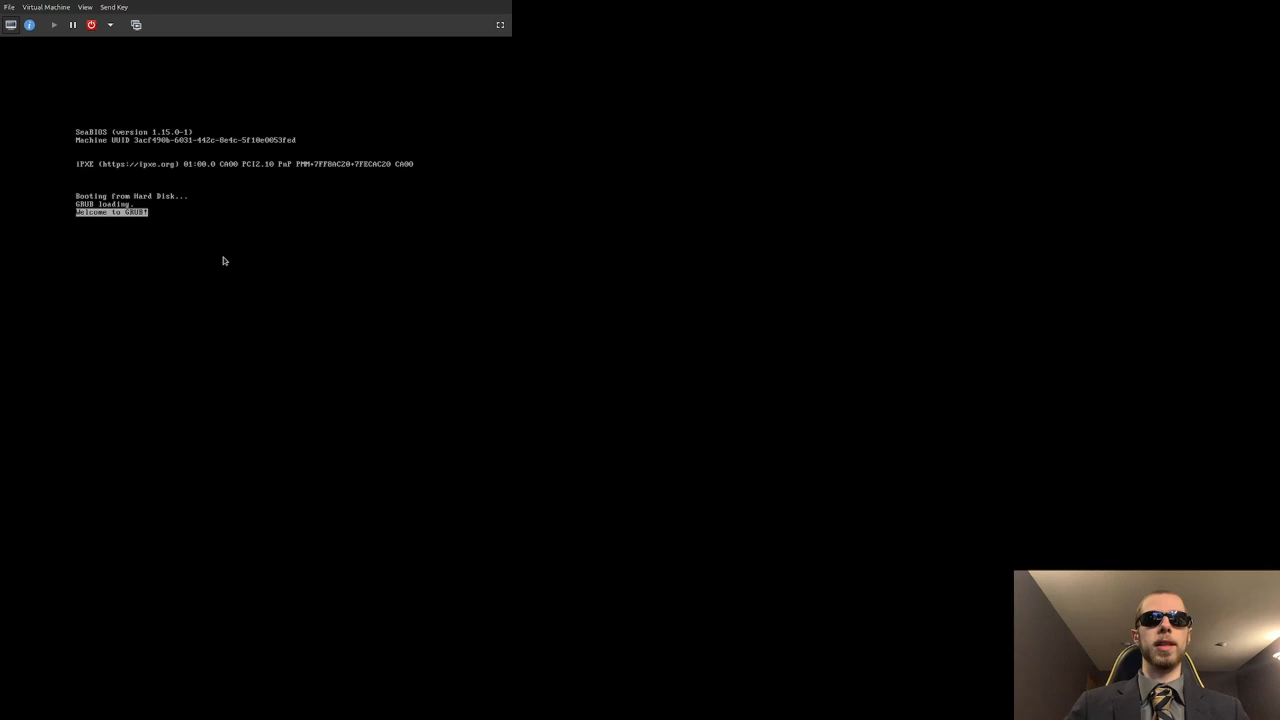 File Virtual Machine View Send Key
SeaBIOS (version 1.15.0-1)
Machine UUID 3acf490b-6031-442c-8e4c-5f10e0053fed
iPXE (https://ipxe.org) 01:00.0 CA00 PCI2.10 PnP PMM+7FF8AC20+7FECAC20 CA00
Booting from Hard Disk...
GRUB loading.
Welcome to GRUB!